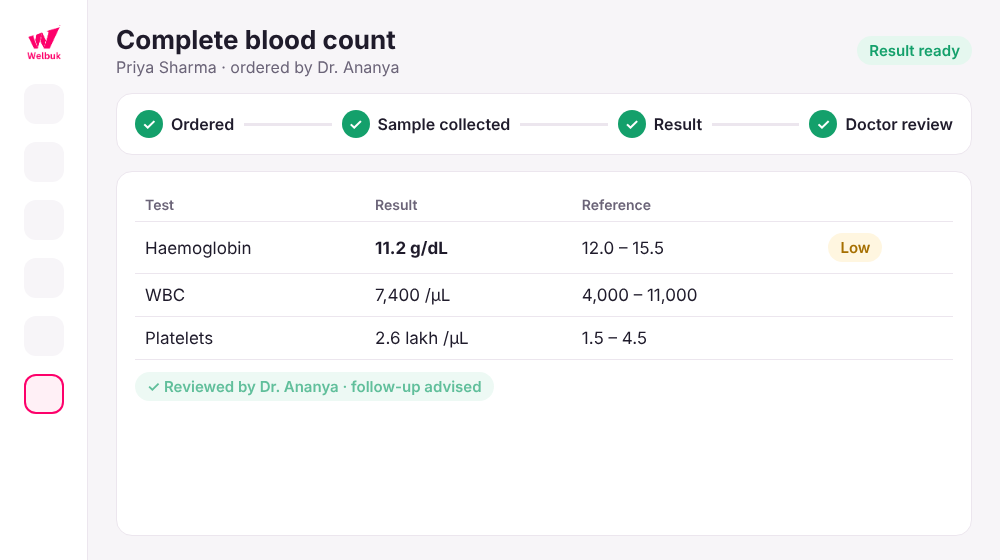 Welbuk
Complete blood count
Priya Sharma · ordered by Dr. Ananya
Result ready
Ordered
Sample collected
Result
Doctor review
Test Result Reference
Haemoglobin 11.2 g/dL 12.0 – 15.5 Low
WBC 7,400 /µL 4,000 – 11,000
Platelets 2.6 lakh /µL 1.5 – 4.5
✓ Reviewed by Dr. Ananya · follow-up advised